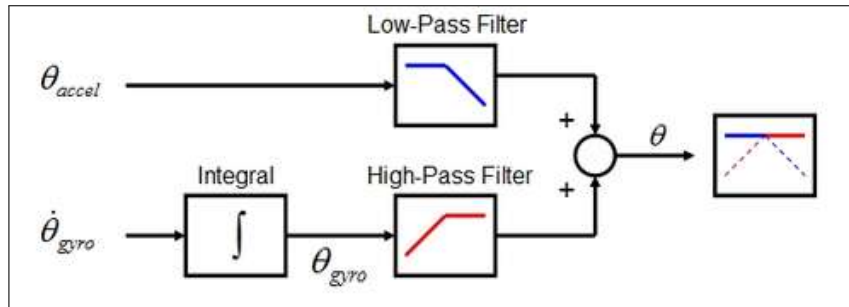 Low-Pass Filter
θaccel
+
θ
Integral
High-Pass Filter
+
θ̇gyro
∫
θgyro